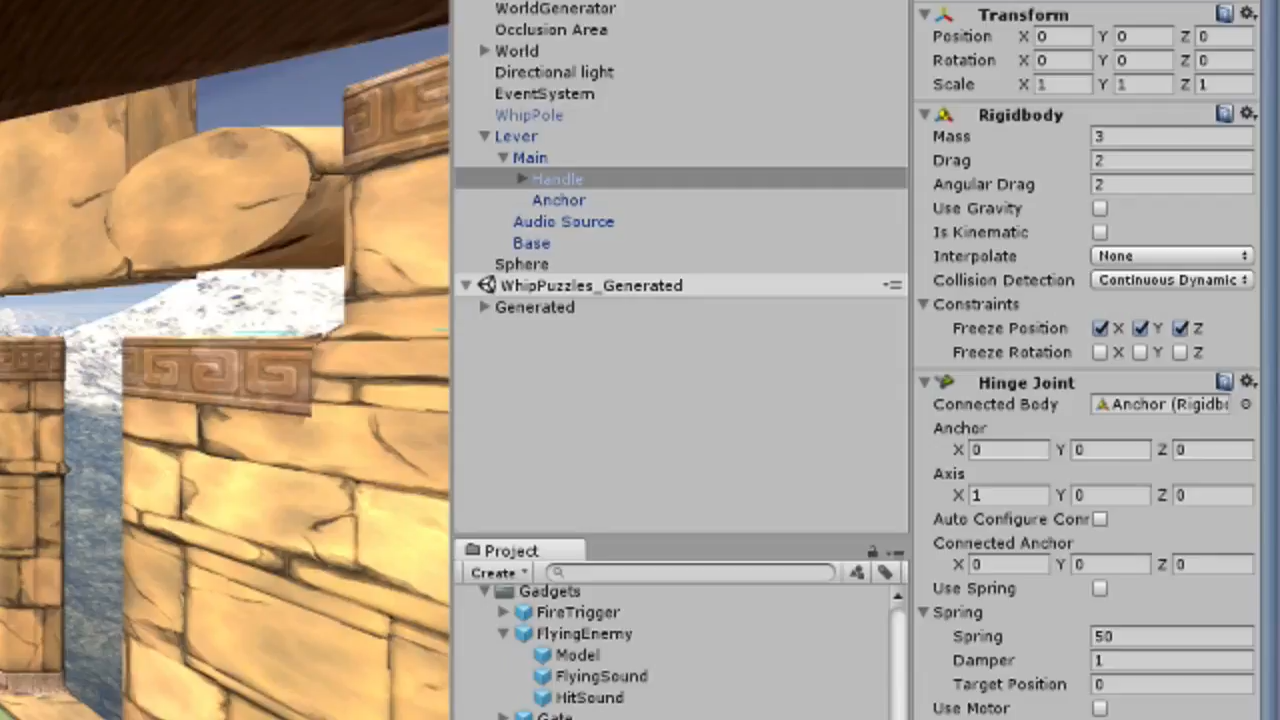 WorldGenerator
Occlusion Area
World
Directional light
EventSystem
WhipPole
Lever
Main
Handle
Anchor
Audio Source
Base
Sphere
WhipPuzzles_Generated
Generated
Project
Create
Gadgets
FireTrigger
FlyingEnemy
Model
FlyingSound
HitSound
Gate
Transform
Position X 0 Y 0 Z 0
Rotation X 0 Y 0 Z 0
Scale X 1 Y 1 Z 1
Rigidbody
Mass 3
Drag 2
Angular Drag 2
Use Gravity
Is Kinematic
Interpolate None
Collision Detection Continuous Dynamic
Constraints
Freeze Position X Y Z
Freeze Rotation X Y Z
Hinge Joint
Connected Body Anchor (Rigidb
Anchor
X 0 Y 0 Z 0
Axis
X 1 Y 0 Z 0
Auto Configure Conr
Connected Anchor
X 0 Y 0 Z 0
Use Spring
Spring
Spring 50
Damper 1
Target Position 0
Use Motor